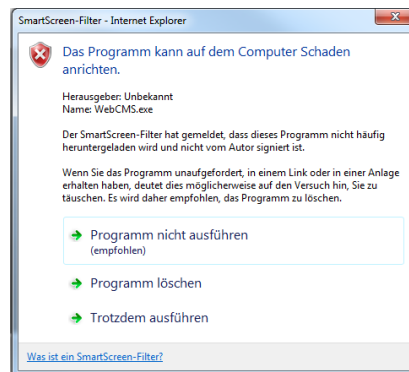 SmartScreen-Filter - Internet Explorer
Das Programm kann auf dem Computer Schaden
anrichten.
Herausgeber: Unbekannt
Name: WebCMS.exe
Der SmartScreen-Filter hat gemeldet, dass dieses Programm nicht häufig
heruntergeladen wird und nicht vom Autor signiert ist.
Wenn Sie das Programm unaufgefordert, in einem Link oder in einer Anlage
erhalten haben, deutet dies möglicherweise auf den Versuch hin, Sie zu
täuschen. Es wird daher empfohlen, das Programm zu löschen.
Programm nicht ausführen
(empfohlen)
Programm löschen
Trotzdem ausführen
Was ist ein SmartScreen-Filter?